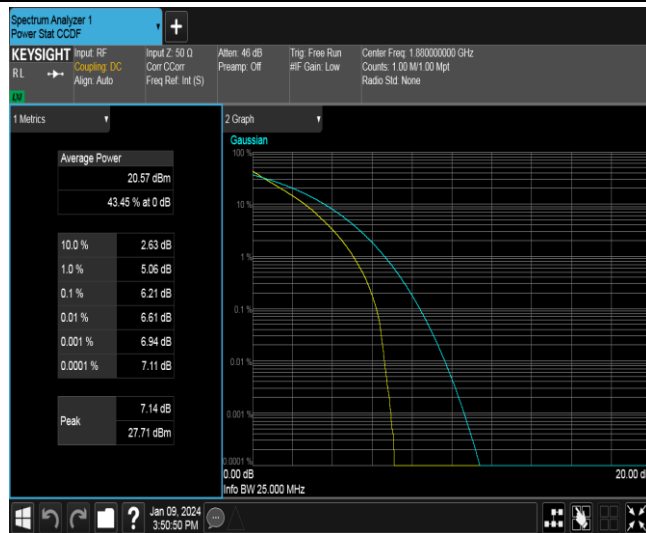 Spectrum Analyzer 1
Power Stat CCDF
+
KEYSIGHT
RL
LV
Input: RF
Coupling: DC
Align: Auto
Input Z: 50 Ω
Corr CCorr
Freq Ref: Int (S)
Atten: 46 dB
Preamp: Off
Trig: Free Run
#IF Gain: Low
Center Freq: 1.880000000 GHz
Counts: 1.00 M/1.00 Mpt
Radio Std: None
1 Metrics
Average Power
20.57 dBm
43.45 % at 0 dB
10.0 % 2.63 dB
1.0 % 5.06 dB
0.1 % 6.21 dB
0.01 % 6.61 dB
0.001 % 6.94 dB
0.0001 % 7.11 dB
Peak
7.14 dB
27.71 dBm
2 Graph
Gaussian
100 %
10 %
1 %
0.1 %
0.01 %
0.001 %
0.0001 %
0.00 dB
20.00 d
Info BW 25.000 MHz
?
Jan 09, 2024
3:50:50 PM